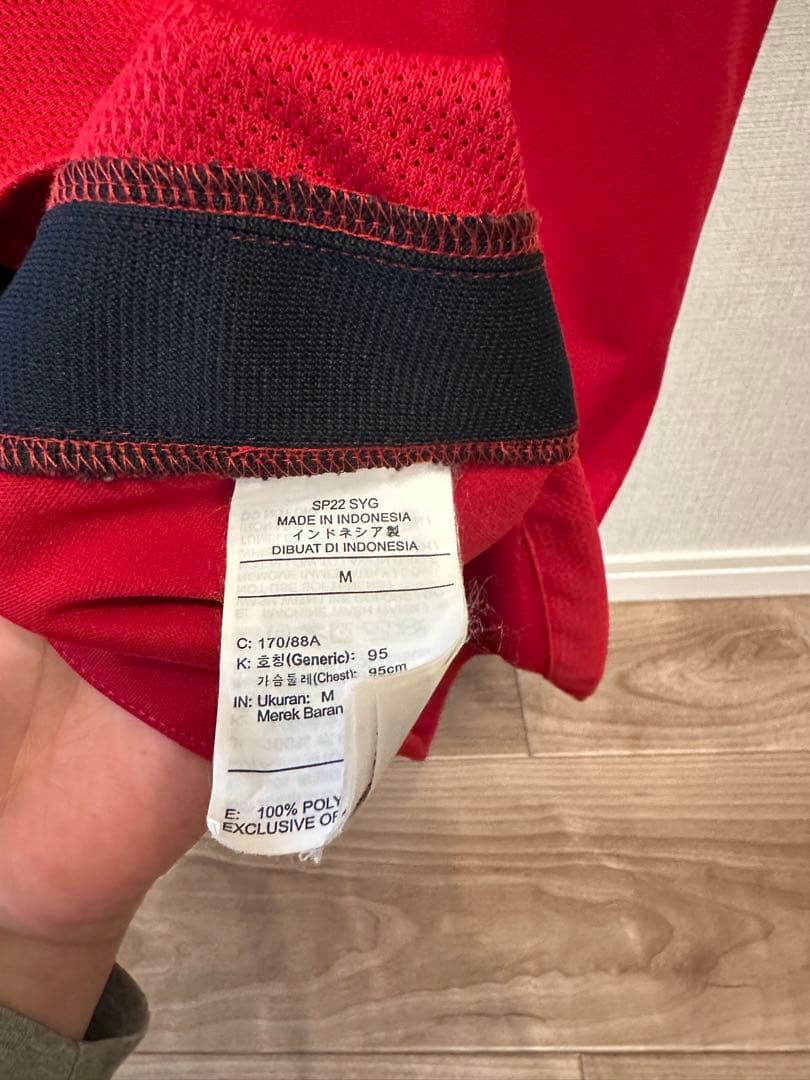 SP22 SYG
MADE IN INDONESIA
インドネシア製
DIBUAT DI INDONESIA
M
C: 170/88A
K: 호칭(Generic): 95
가슴둘레(Chest): 95cm
IN: Ukuran: M
Merek Baran
E: 100% POLY
EXCLUSIVE OF